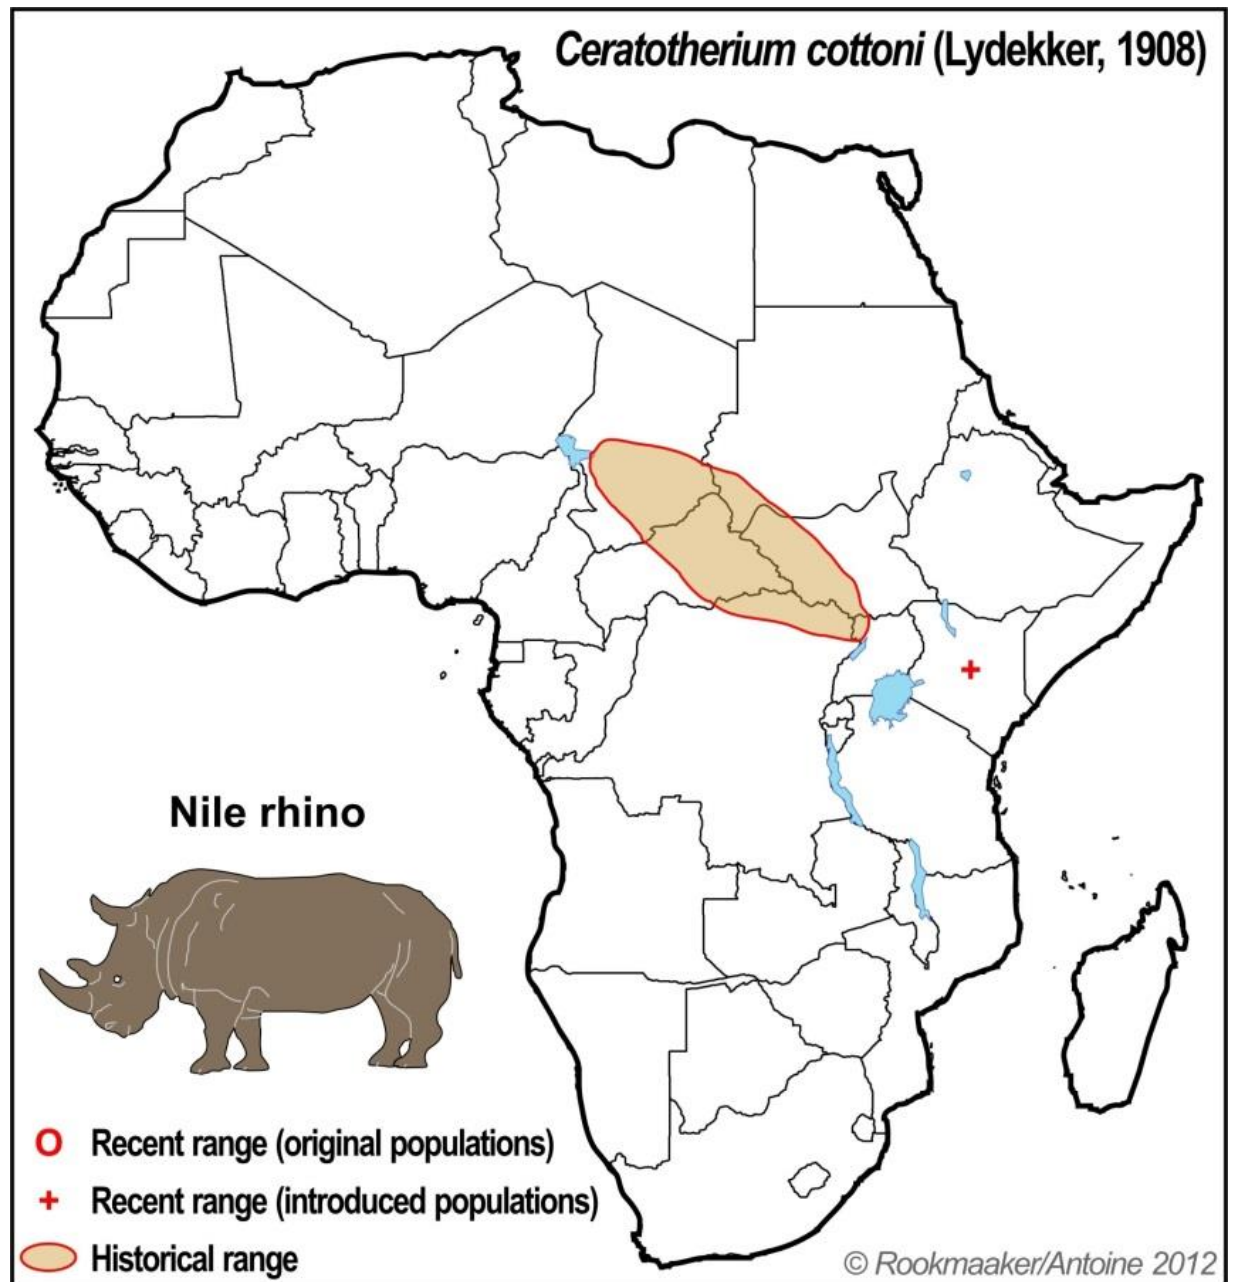 Ceratotherium cottoni (Lydekker, 1908)
Nile rhino
Recent range (original populations)
Recent range (introduced populations)
Historical range
© Rookmaaker/Antoine 2012